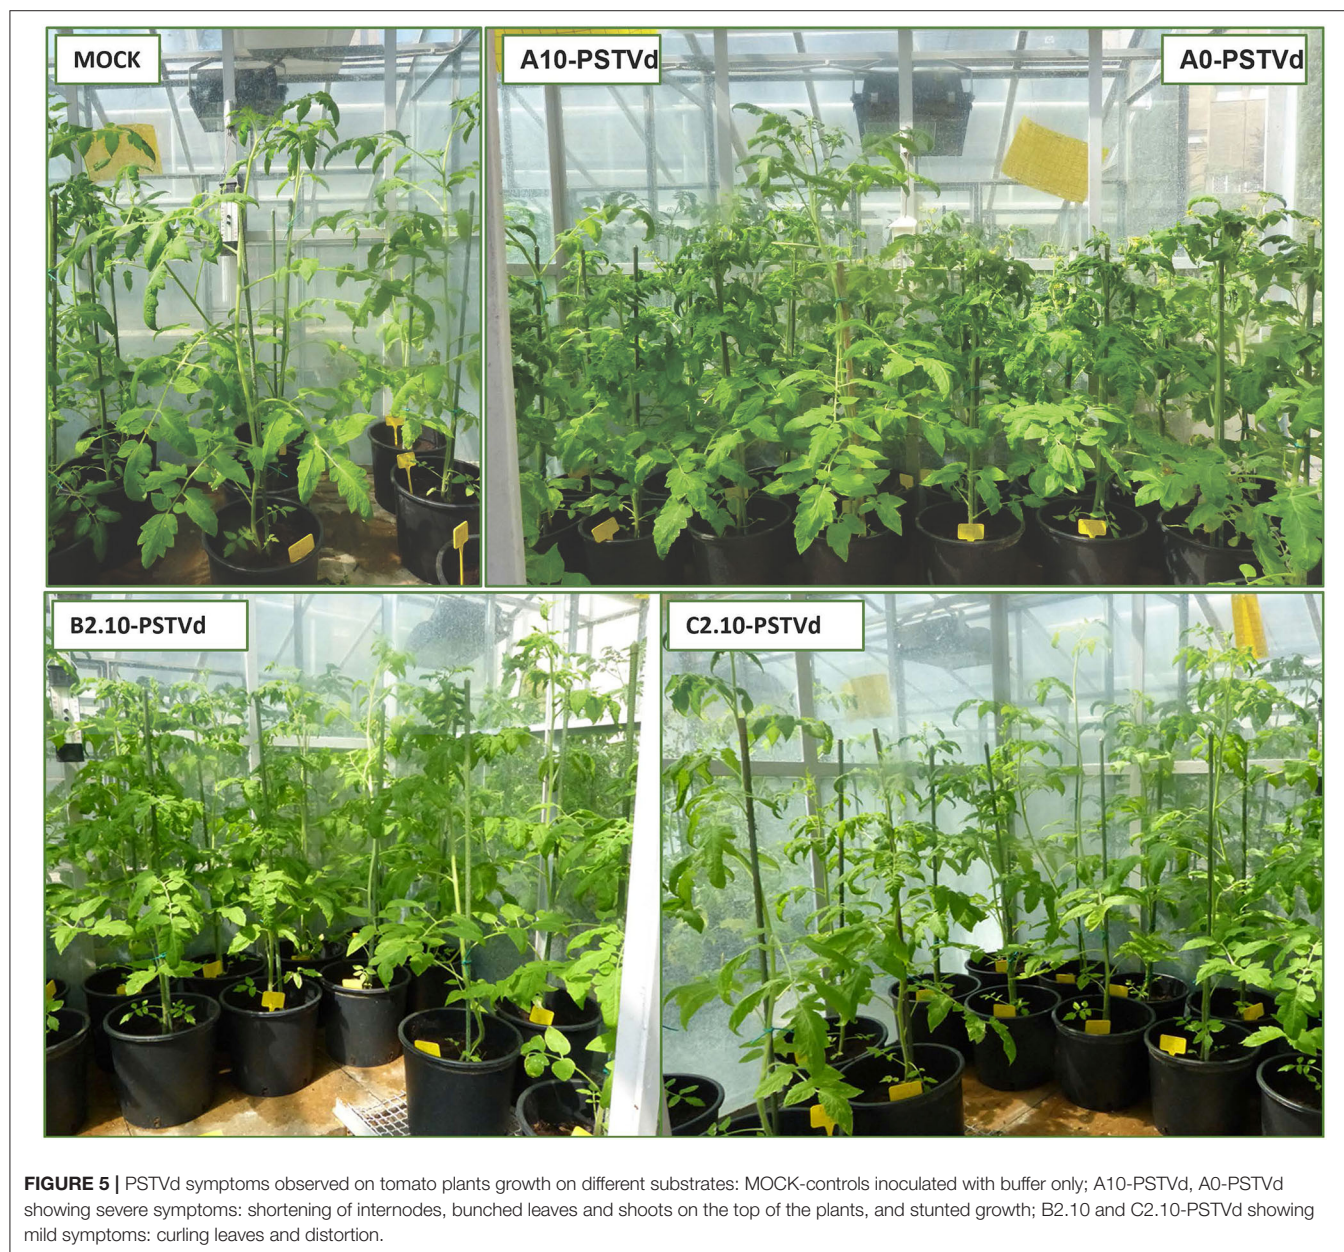 MOCK
A10-PSTVd
A0-PSTVd
B2.10-PSTVd
C2.10-PSTVd
FIGURE 5 | PSTVd symptoms observed on tomato plants growth on different substrates: MOCK-controls inoculated with buffer only; A10-PSTVd, A0-PSTVd
showing severe symptoms: shortening of internodes, bunched leaves and shoots on the top of the plants, and stunted growth; B2.10 and C2.10-PSTVd showing
mild symptoms: curling leaves and distortion.